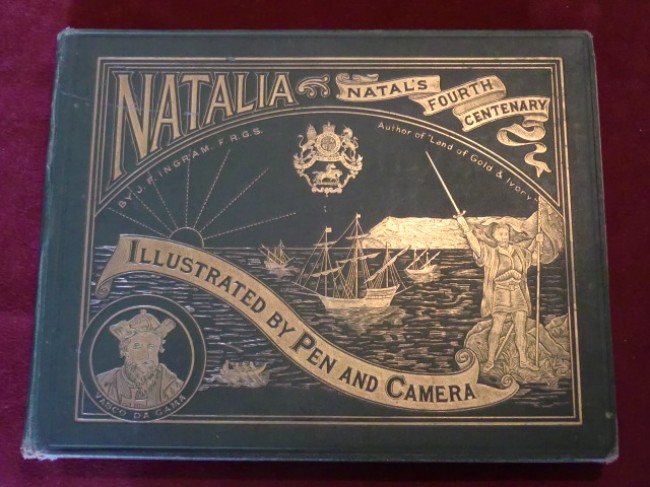 NATALIA
NATAL'S
FOURTH
CENTENARY
BY J. F. INGRAM, F.R.G.S.
Author of "Land of Gold & Ivory"
ILLUSTRATED BY PEN AND CAMERA
VASCO DA GAMA